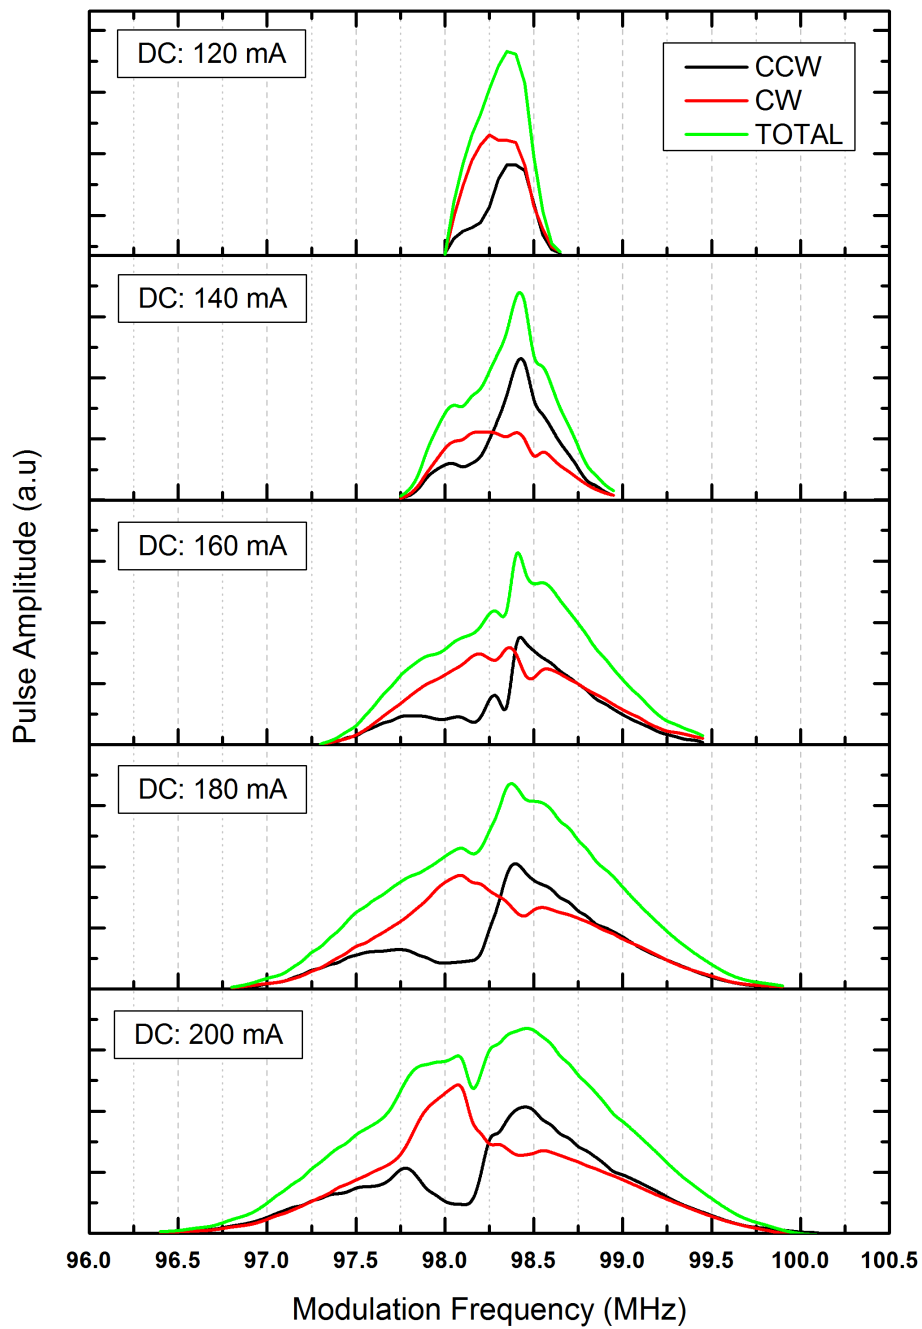 DC: 120 mA
CCW
CW
TOTAL
DC: 140 mA
DC: 160 mA
DC: 180 mA
DC: 200 mA
Pulse Amplitude (a.u)
96.0 96.5 97.0 97.5 98.0 98.5 99.0 99.5 100.0 100.5
Modulation Frequency (MHz)